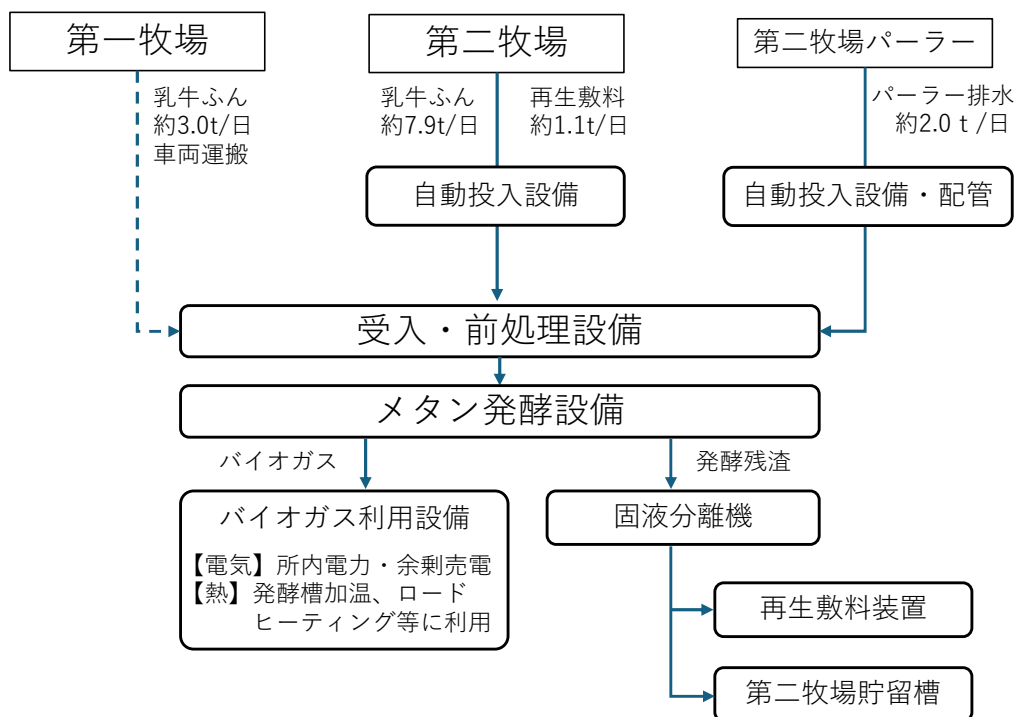 第一牧場
第二牧場
第二牧場パーラー
乳牛ふん
約3.0t/日
車両運搬
乳牛ふん
約7.9t/日
再生敷料
約1.1t/日
パーラー排水
約2.0ｔ/日
自動投入設備
自動投入設備・配管
受入・前処理設備
メタン発酵設備
バイオガス
発酵残渣
バイオガス利用設備
【電気】所内電力・余剰売電
【熱】発酵槽加温、ロード
ヒーティング等に利用
固液分離機
再生敷料装置
第二牧場貯留槽